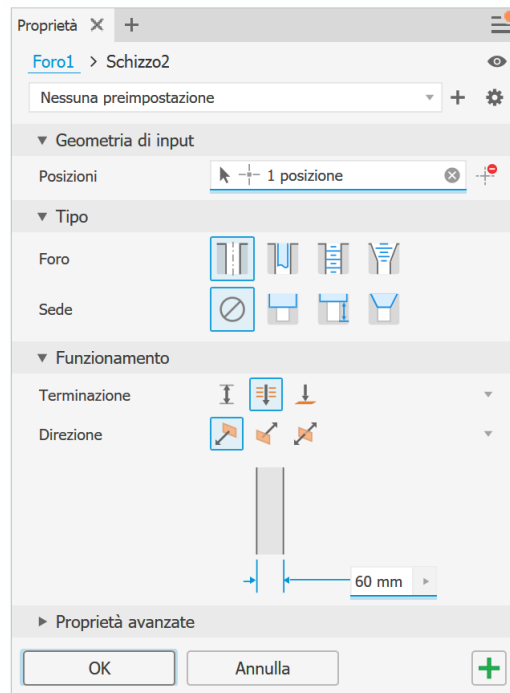 Proprietà
Foro1 > Schizzo2
Nessuna preimpostazione
Geometria di input
Posizioni 1 posizione
Tipo
Foro
Sede
Funzionamento
Terminazione
Direzione
60 mm
Proprietà avanzate
OK Annulla